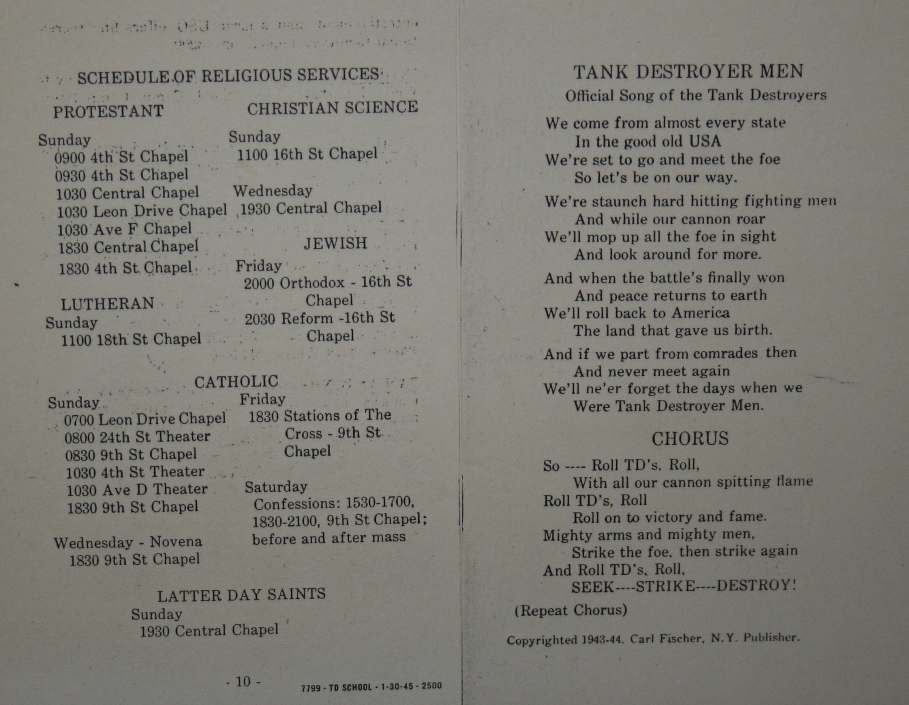 SCHEDULE OF RELIGIOUS SERVICES
PROTESTANT
Sunday
0900 4th St Chapel
0930 4th St Chapel
1030 Central Chapel
1030 Leon Drive Chapel
1030 Ave F Chapel
1830 Central Chapel
1830 4th St. Chapel
LUTHERAN
Sunday
1100 18th St Chapel
CHRISTIAN SCIENCE
Sunday
1100 16th St Chapel
Wednesday
1930 Central Chapel
JEWISH
Friday
2000 Orthodox - 16th St
Chapel
2030 Reform -16th St
Chapel
CATHOLIC
Sunday
0700 Leon Drive Chapel
0800 24th St Theater
0830 9th St Chapel
1030 4th St Theater
1030 Ave D Theater
1830 9th St Chapel
Wednesday - Novena
1830 9th St Chapel
Friday
1830 Stations of The
Cross - 9th St
Chapel
Saturday
Confessions: 1530-1700,
1830-2100, 9th St Chapel;
before and after mass
LATTER DAY SAINTS
Sunday
1930 Central Chapel
- 10 -
7799 - TD SCHOOL - 1-30-45 - 2500
TANK DESTROYER MEN
Official Song of the Tank Destroyers
We come from almost every state
In the good old USA
We're set to go and meet the foe
So let's be on our way.
We're staunch hard hitting fighting men
And while our cannon roar
We'll mop up all the foe in sight
And look around for more.
And when the battle's finally won
And peace returns to earth
We'll roll back to America
The land that gave us birth.
And if we part from comrades then
And never meet again
We'll ne'er forget the days when we
Were Tank Destroyer Men.
CHORUS
So ---- Roll TD's, Roll,
With all our cannon spitting flame
Roll TD's, Roll
Roll on to victory and fame.
Mighty arms and mighty men,
Strike the foe, then strike again
And Roll TD's, Roll,
SEEK----STRIKE----DESTROY!
(Repeat Chorus)
Copyrighted 1943-44, Carl Fischer, N.Y. Publisher.